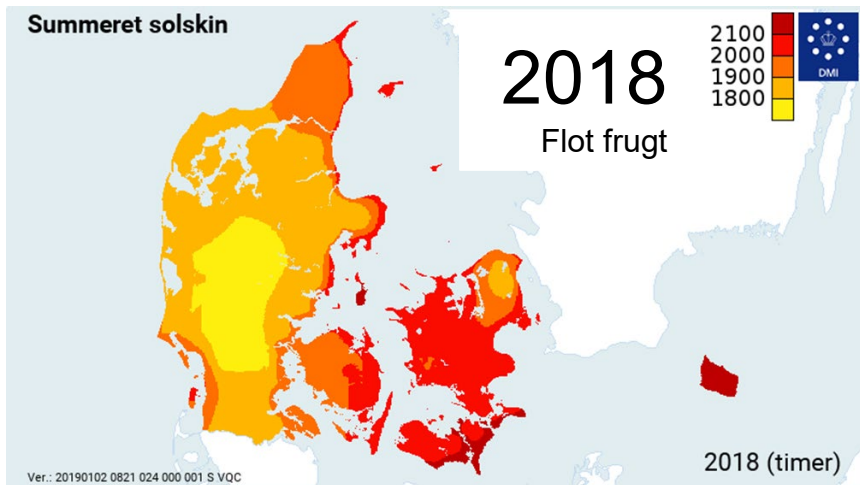 Summeret solskin
2018
Flot frugt
2100
2000
1900
1800
DMI
2018 (timer)
Ver.: 20190102 0821 024 000 001 S VQC